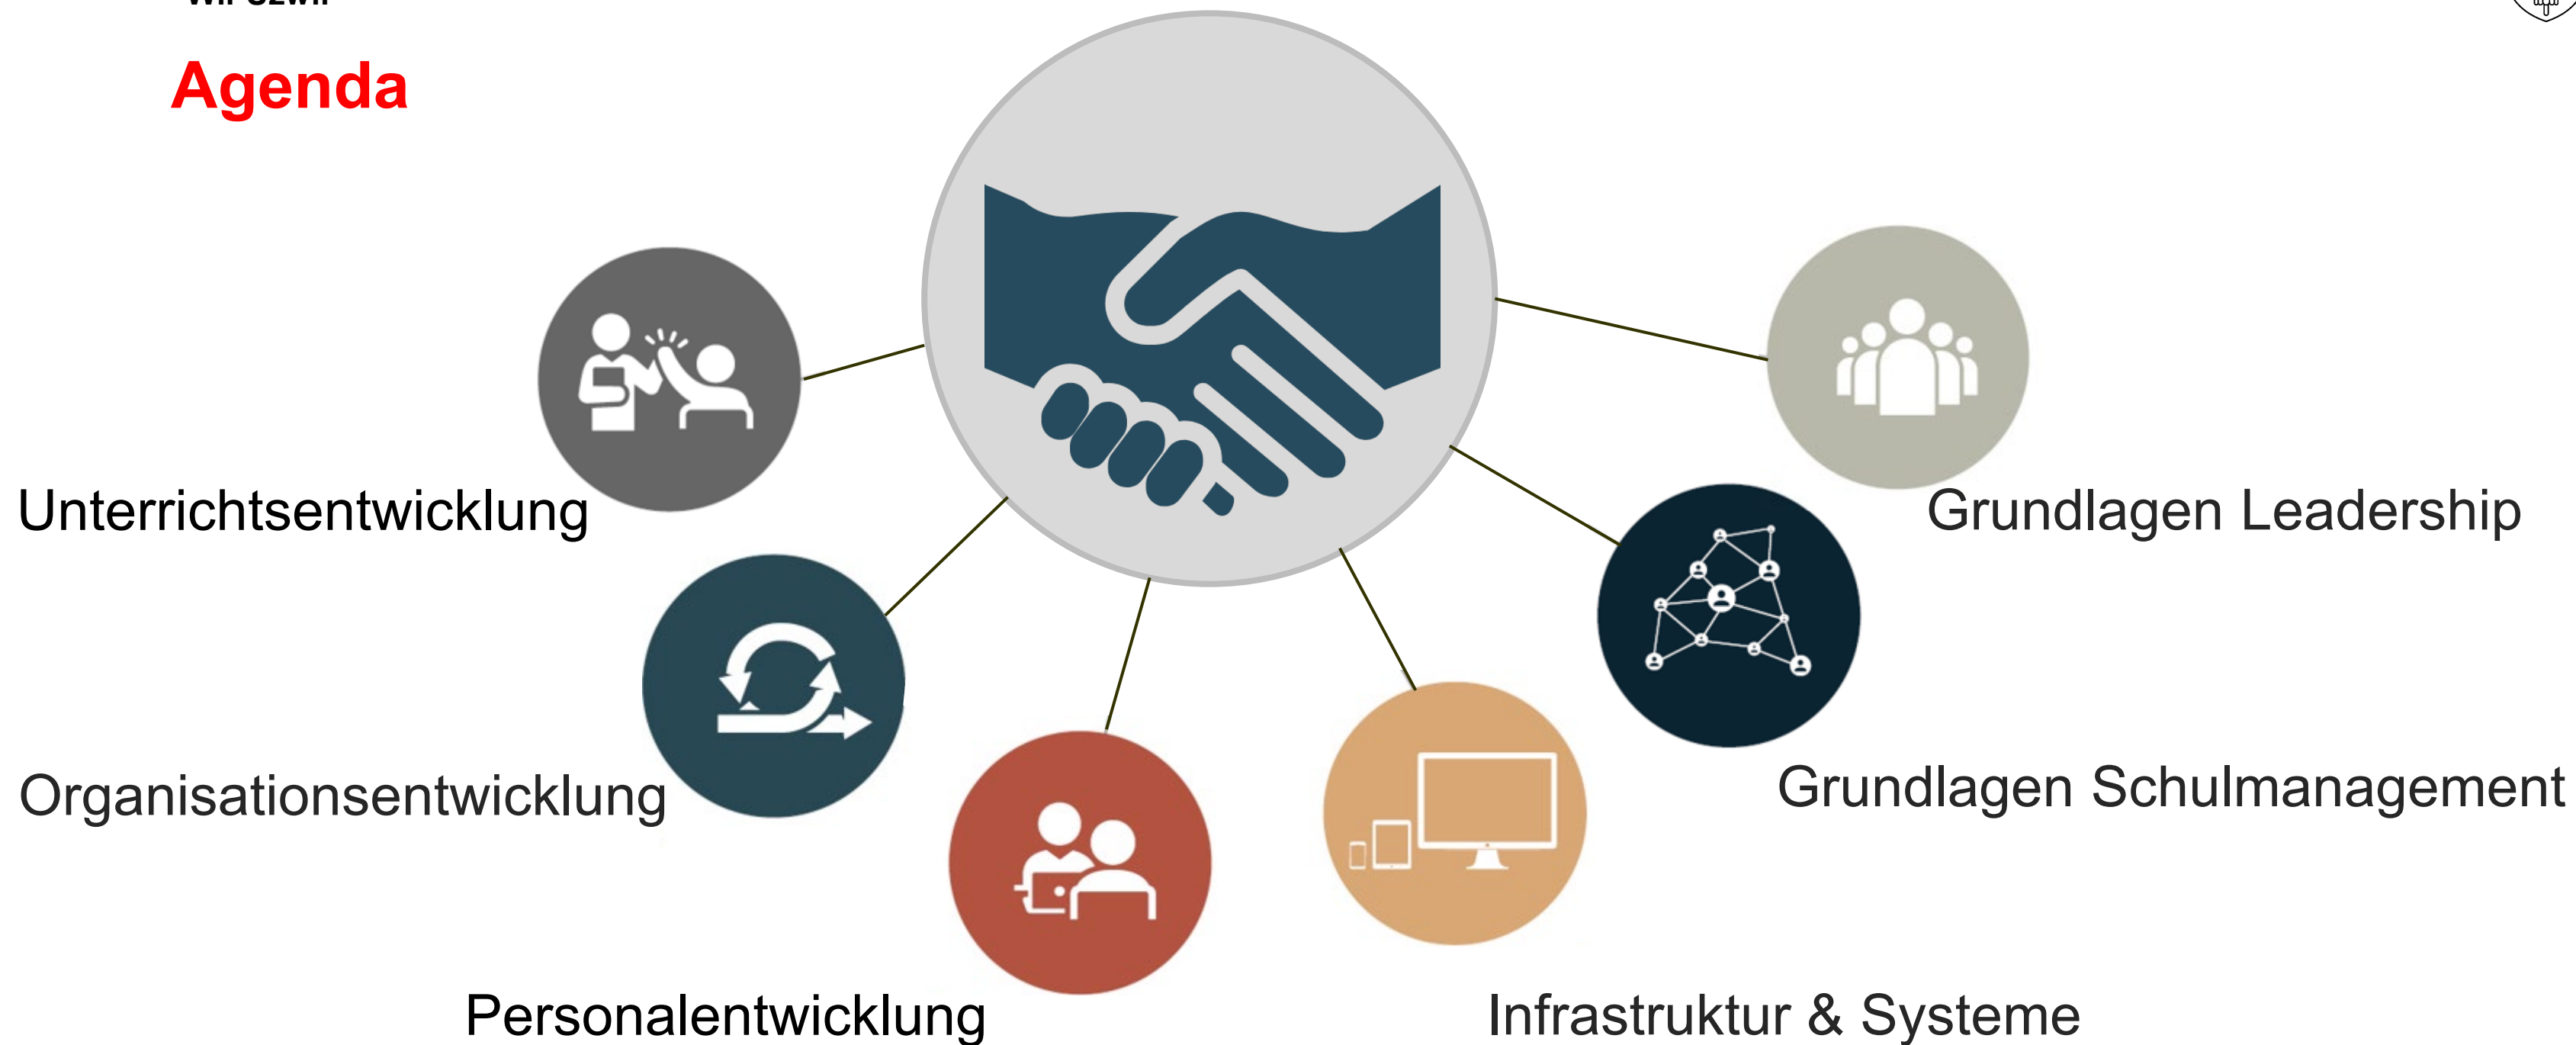 Agenda
Unterrichtsentwicklung
Grundlagen Leadership
Organisationsentwicklung
Grundlagen Schulmanagement
Personalentwicklung
Infrastruktur & Systeme